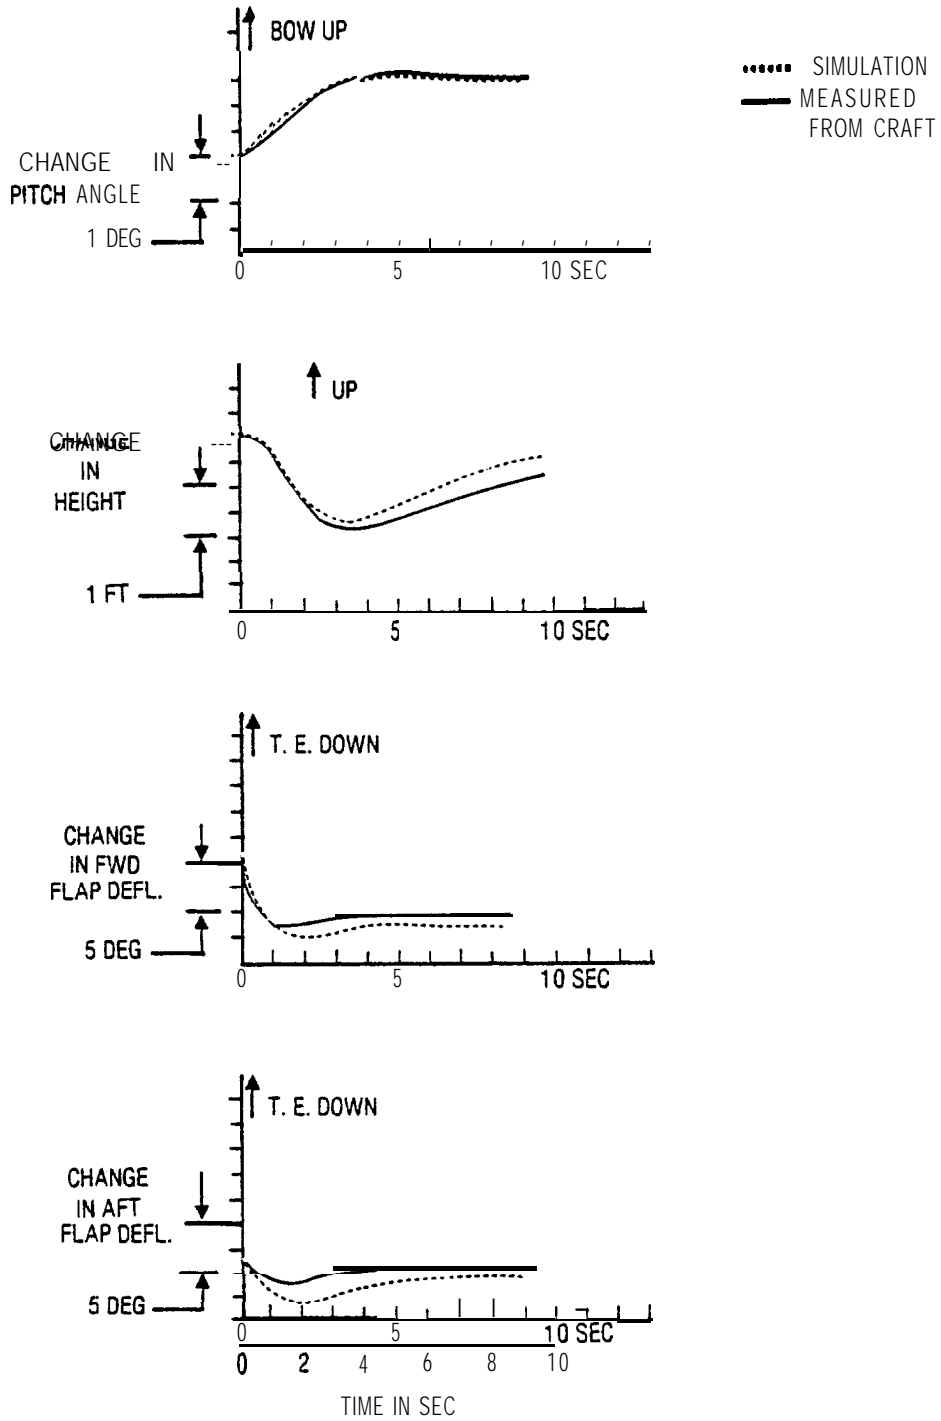 BOW UP
SIMULATION
MEASURED
FROM CRAFT
CHANGE IN
PITCH ANGLE
1 DEG
0 5 10 SEC
UP
CHANGE
IN
HEIGHT
1 FT
0 5 10 SEC
T. E. DOWN
CHANGE
IN FWD
FLAP DEFL.
5 DEG
0 5 10 SEC
T. E. DOWN
CHANGE
IN AFT
FLAP DEFL.
5 DEG
0 5 10 SEC
0 2 4 6 8 10
TIME IN SEC